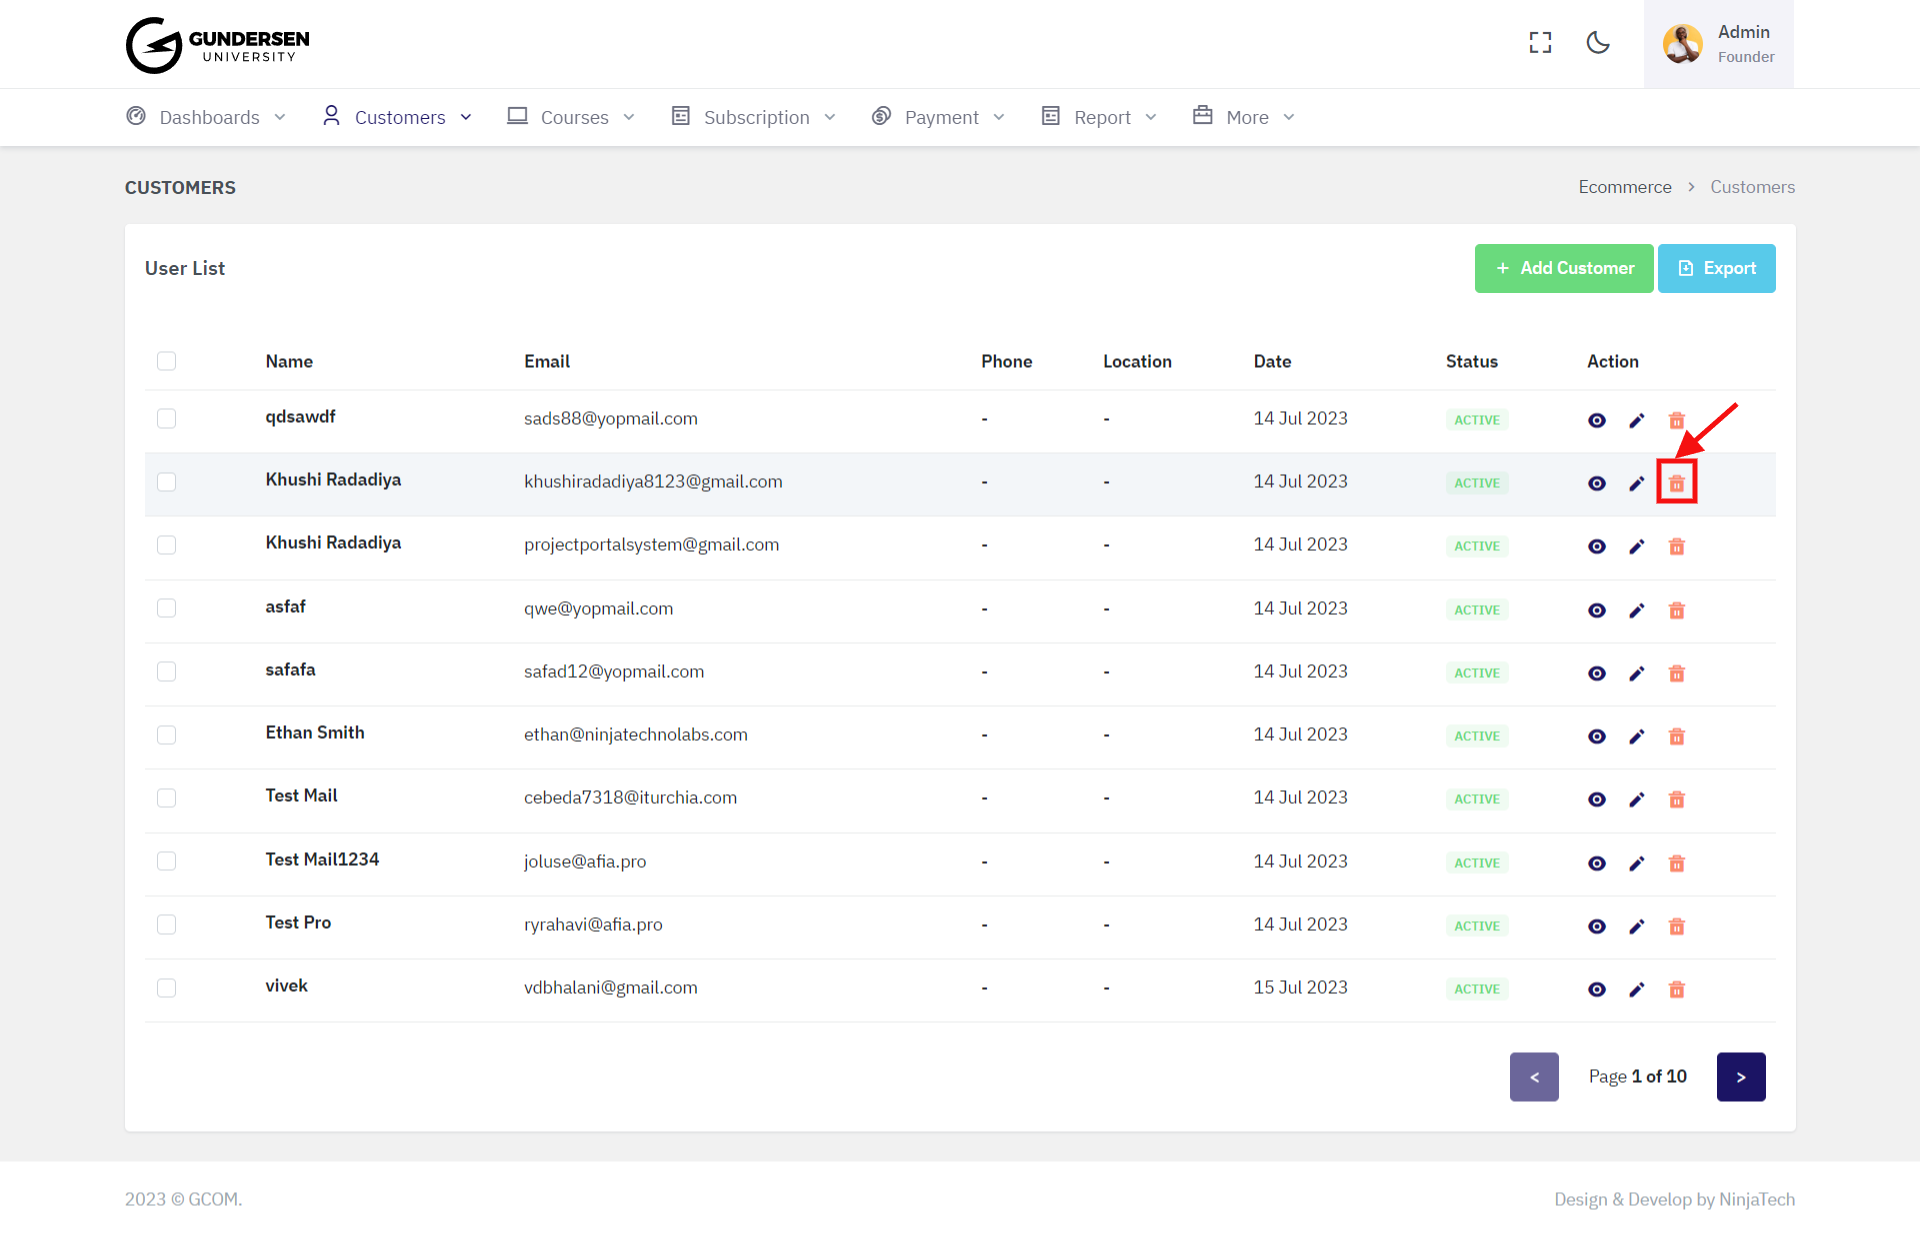 GUNDERSEN
UNIVERSITY
Admin
Founder
Dashboards Customers Courses Subscription Payment Report More
CUSTOMERS
Ecommerce > Customers
User List
+ Add Customer Export
Name Email Phone Location Date Status Action
qdsawdf sads88@yopmail.com - - 14 Jul 2023 ACTIVE
Khushi Radadiya khushiradadiya8123@gmail.com - - 14 Jul 2023 ACTIVE
Khushi Radadiya projectportalsystem@gmail.com - - 14 Jul 2023 ACTIVE
asfaf qwe@yopmail.com - - 14 Jul 2023 ACTIVE
safafa safad12@yopmail.com - - 14 Jul 2023 ACTIVE
Ethan Smith ethan@ninjatechnolabs.com - - 14 Jul 2023 ACTIVE
Test Mail cebeda7318@iturchia.com - - 14 Jul 2023 ACTIVE
Test Mail1234 joluse@afia.pro - - 14 Jul 2023 ACTIVE
Test Pro ryrahavi@afia.pro - - 14 Jul 2023 ACTIVE
vivek vdbhalani@gmail.com - - 15 Jul 2023 ACTIVE
< Page 1 of 10 >
2023 © GCOM. Design & Develop by NinjaTech